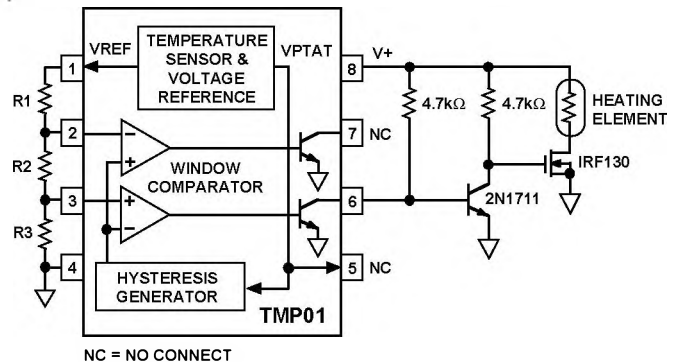 VREF
TEMPERATURE
SENSOR &
VOLTAGE
REFERENCE
VPTAT
1
8
V+
R1
4.7kΩ
4.7kΩ
HEATING
ELEMENT
2
−
+
7
NC
R2
WINDOW
COMPARATOR
IRF130
3
+
−
6
2N1711
R3
4
HYSTERESIS
GENERATOR
5
NC
TMP01
NC = NO CONNECT